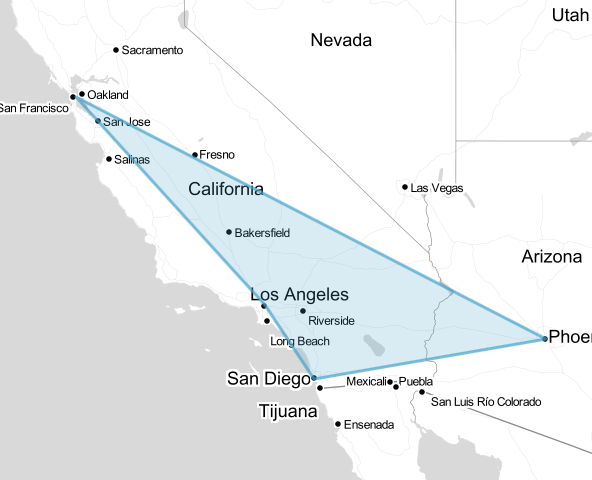 Utah
Nevada
Sacramento
Oakland
San Francisco
San Jose
Fresno
Salinas
California
Las Vegas
Bakersfield
Arizona
Los Angeles
Riverside
Phoen
Long Beach
San Diego
Mexicali
Puebla
San Luis Río Colorado
Tijuana
Ensenada